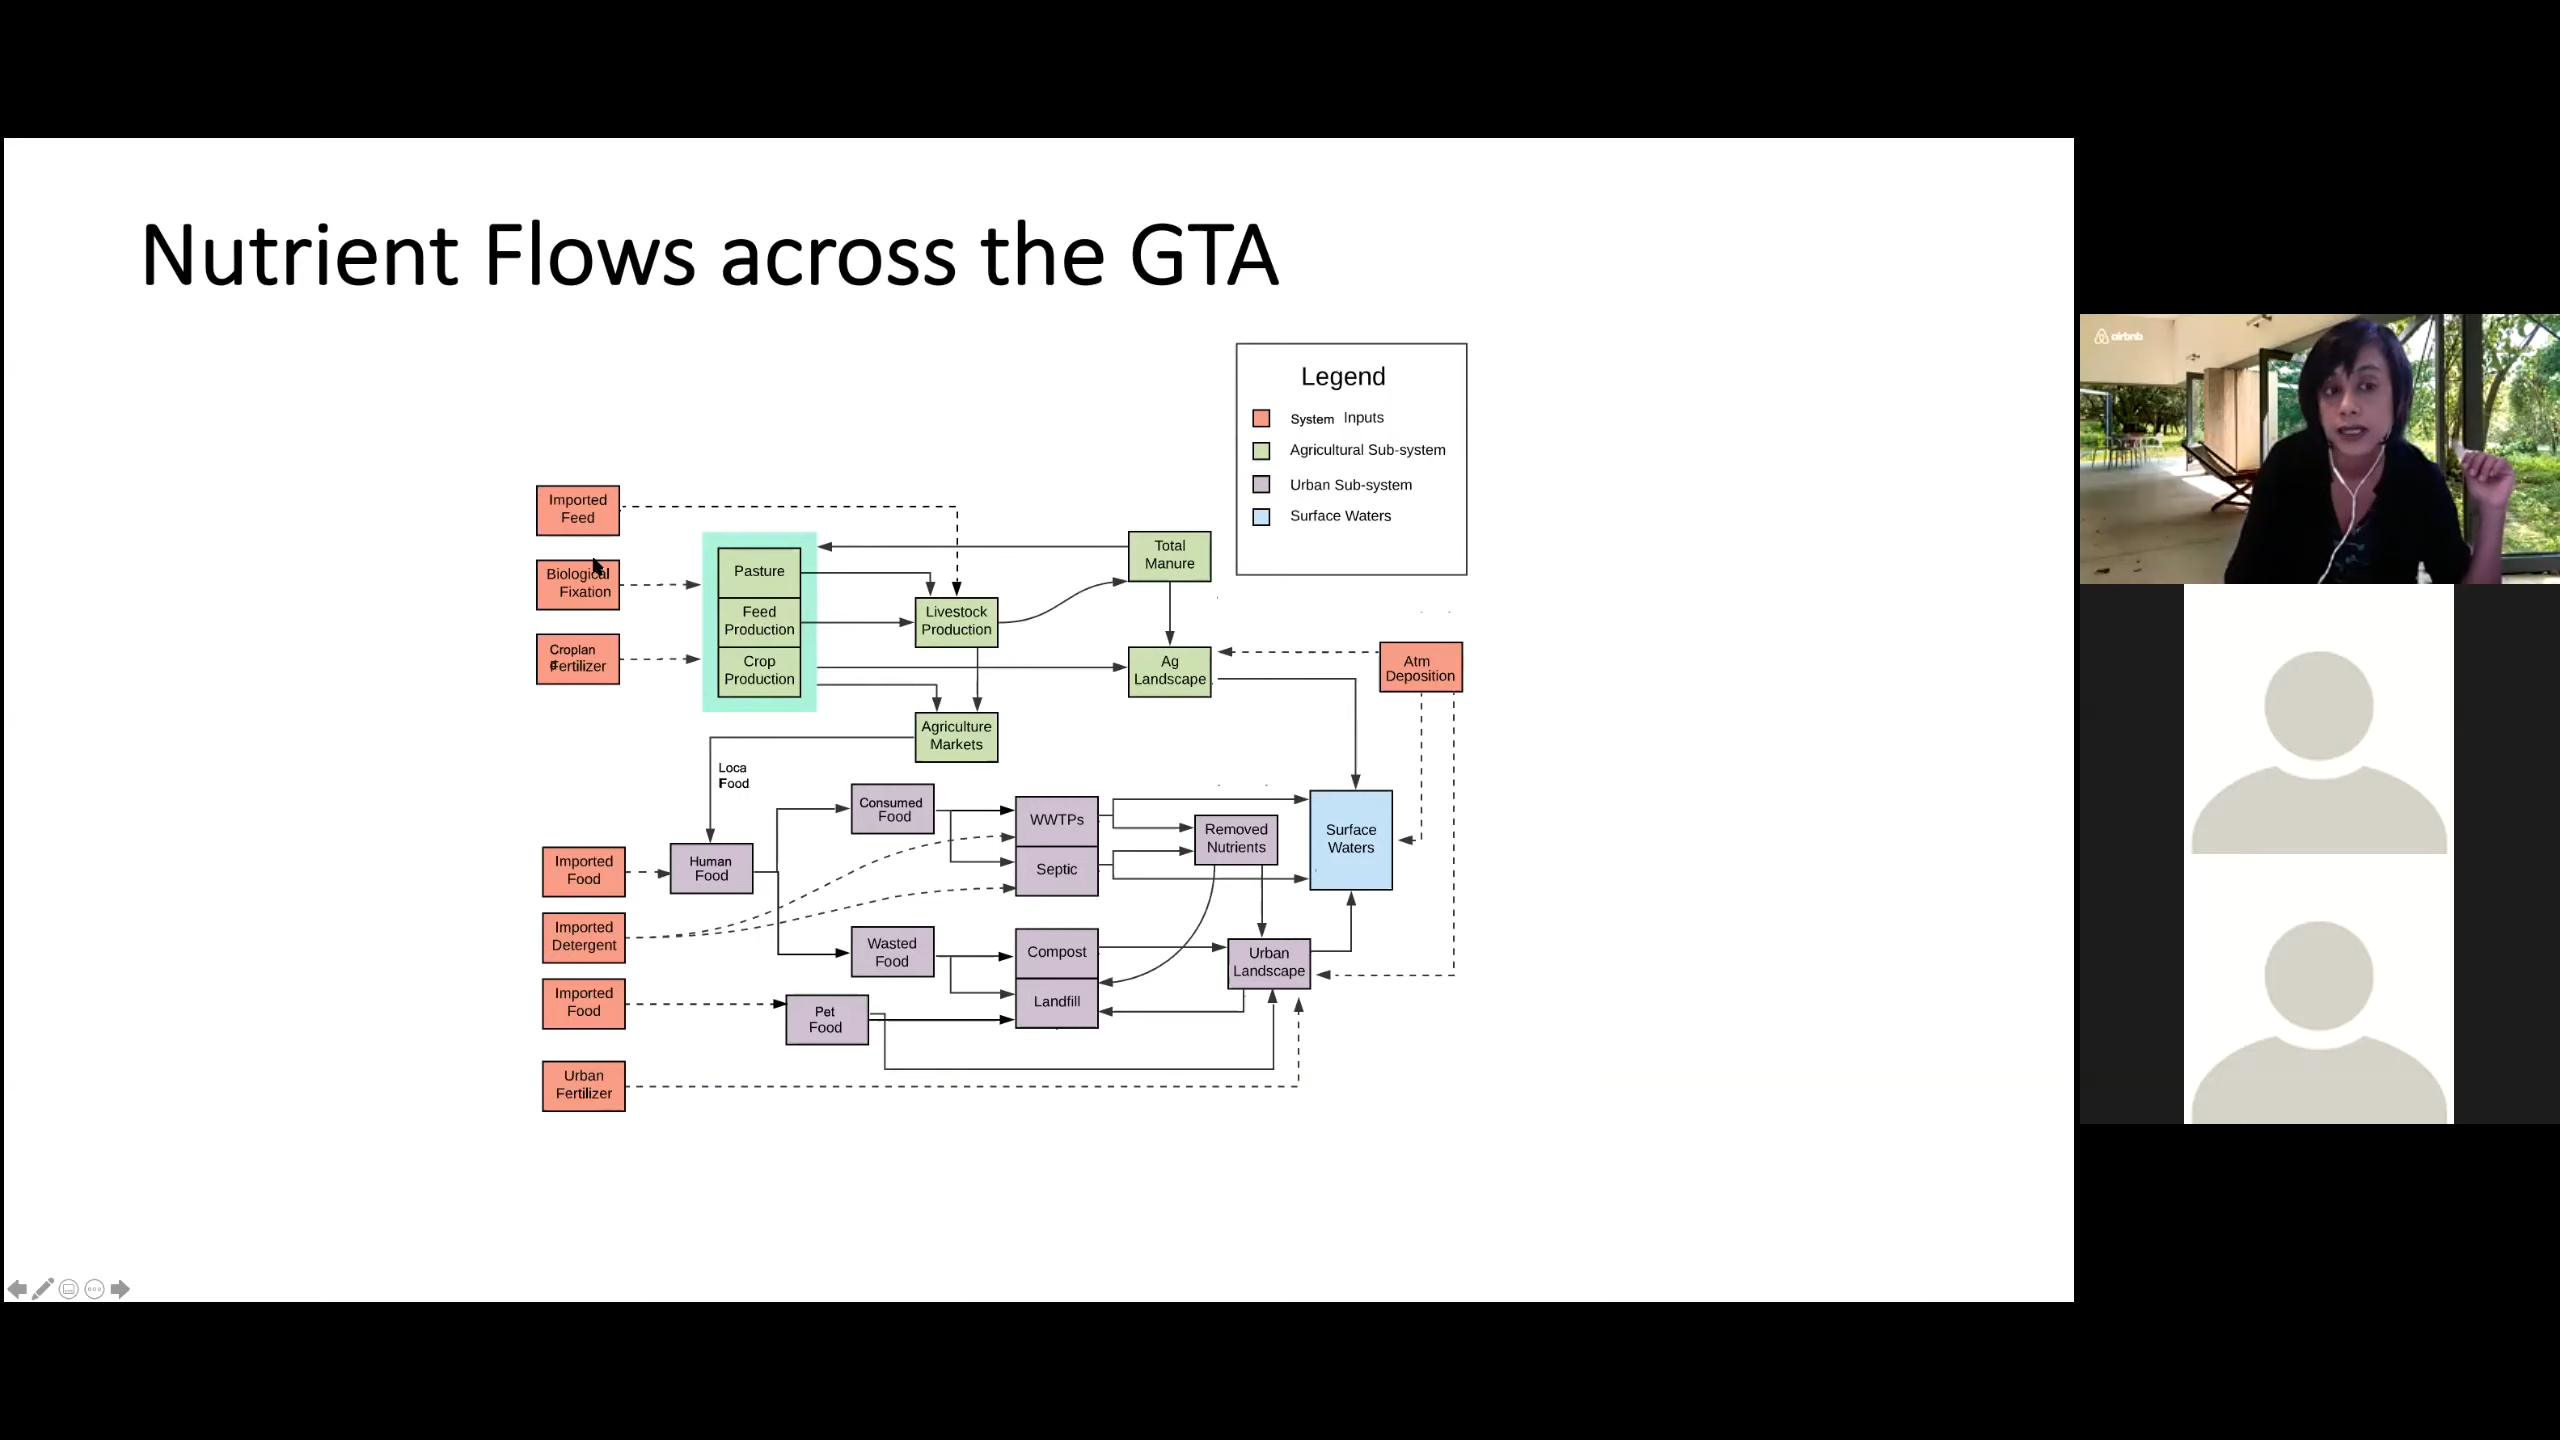 Nutrient Flows across the GTA
airbnb
Legend
System Inputs
Agricultural Sub-system
Urban Sub-system
Surface Waters
Imported
Feed
Biological
Fixation
Croplan
d
Fertilizer
Pasture
Feed
Production
Crop
Production
Livestock
Production
Total
Manure
Ag
Landscape
Atm
Deposition
Agriculture
Markets
Loca
Food
Imported
Food
Human
Food
Consumed
Food
WWTPs
Septic
Removed
Nutrients
Surface
Waters
Imported
Detergent
Wasted
Food
Compost
Landfill
Urban
Landscape
Imported
Food
Pet
Food
Urban
Fertilizer